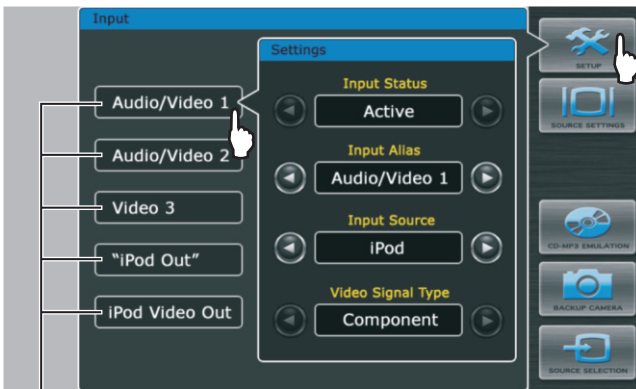 Input
Audio/Video 1
Audio/Video 2
Video 3
“iPod Out”
iPod Video Out
Settings
Input Status
Active
Input Alias
Audio/Video 1
Input Source
iPod
Video Signal Type
Component
SETUP
SOURCE SETTINGS
CD-MP3 EMULATION
BACKUP CAMERA
SOURCE SELECTION